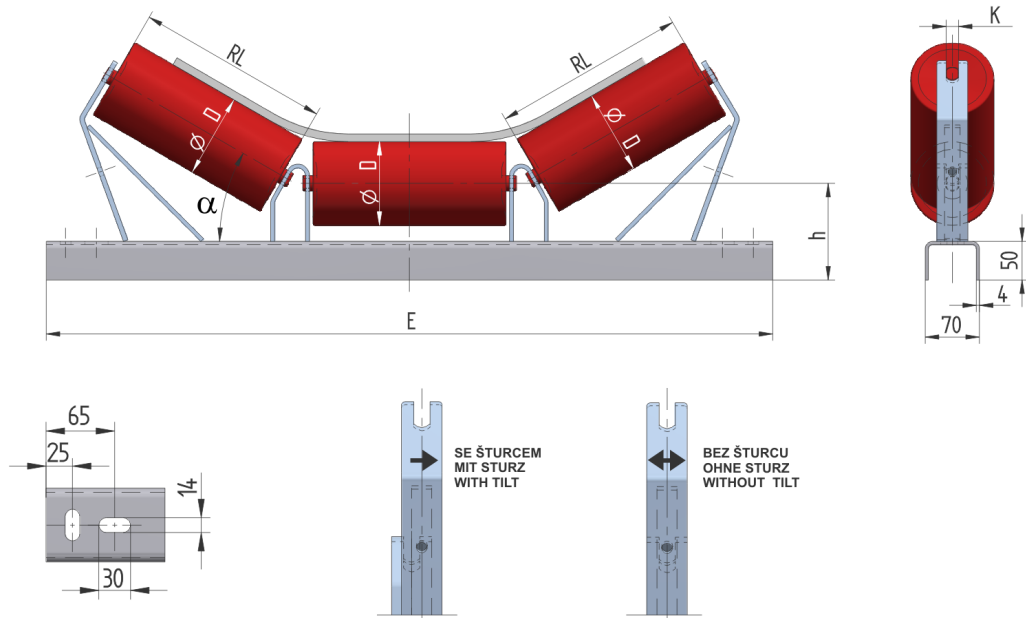 RL
RL
K
Ø D
Ø D
Ø D
α
h
50
4
70
E
65
25
14
30
SE ŠTURCEM
MIT STURZ
WITH TILT
BEZ ŠTURCU
OHNE STURZ
WITHOUT TILT